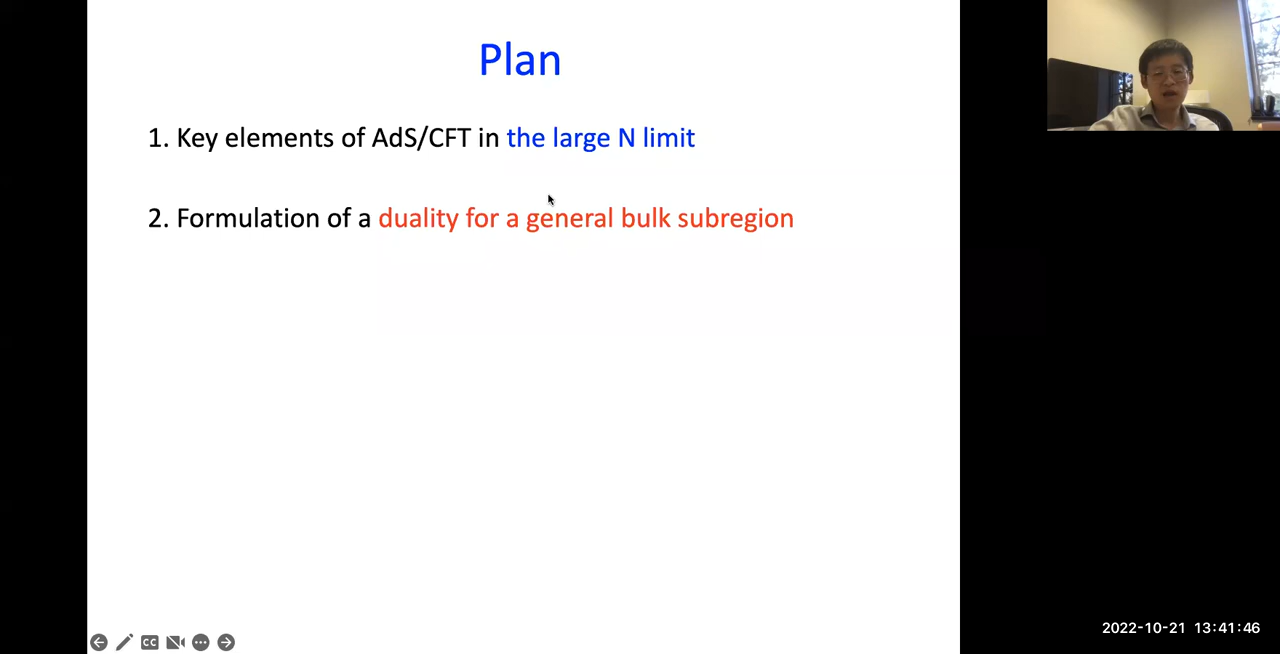 Plan
1. Key elements of AdS/CFT in the large N limit
2. Formulation of a duality for a general bulk subregion
CC
2022-10-21 13:41:46